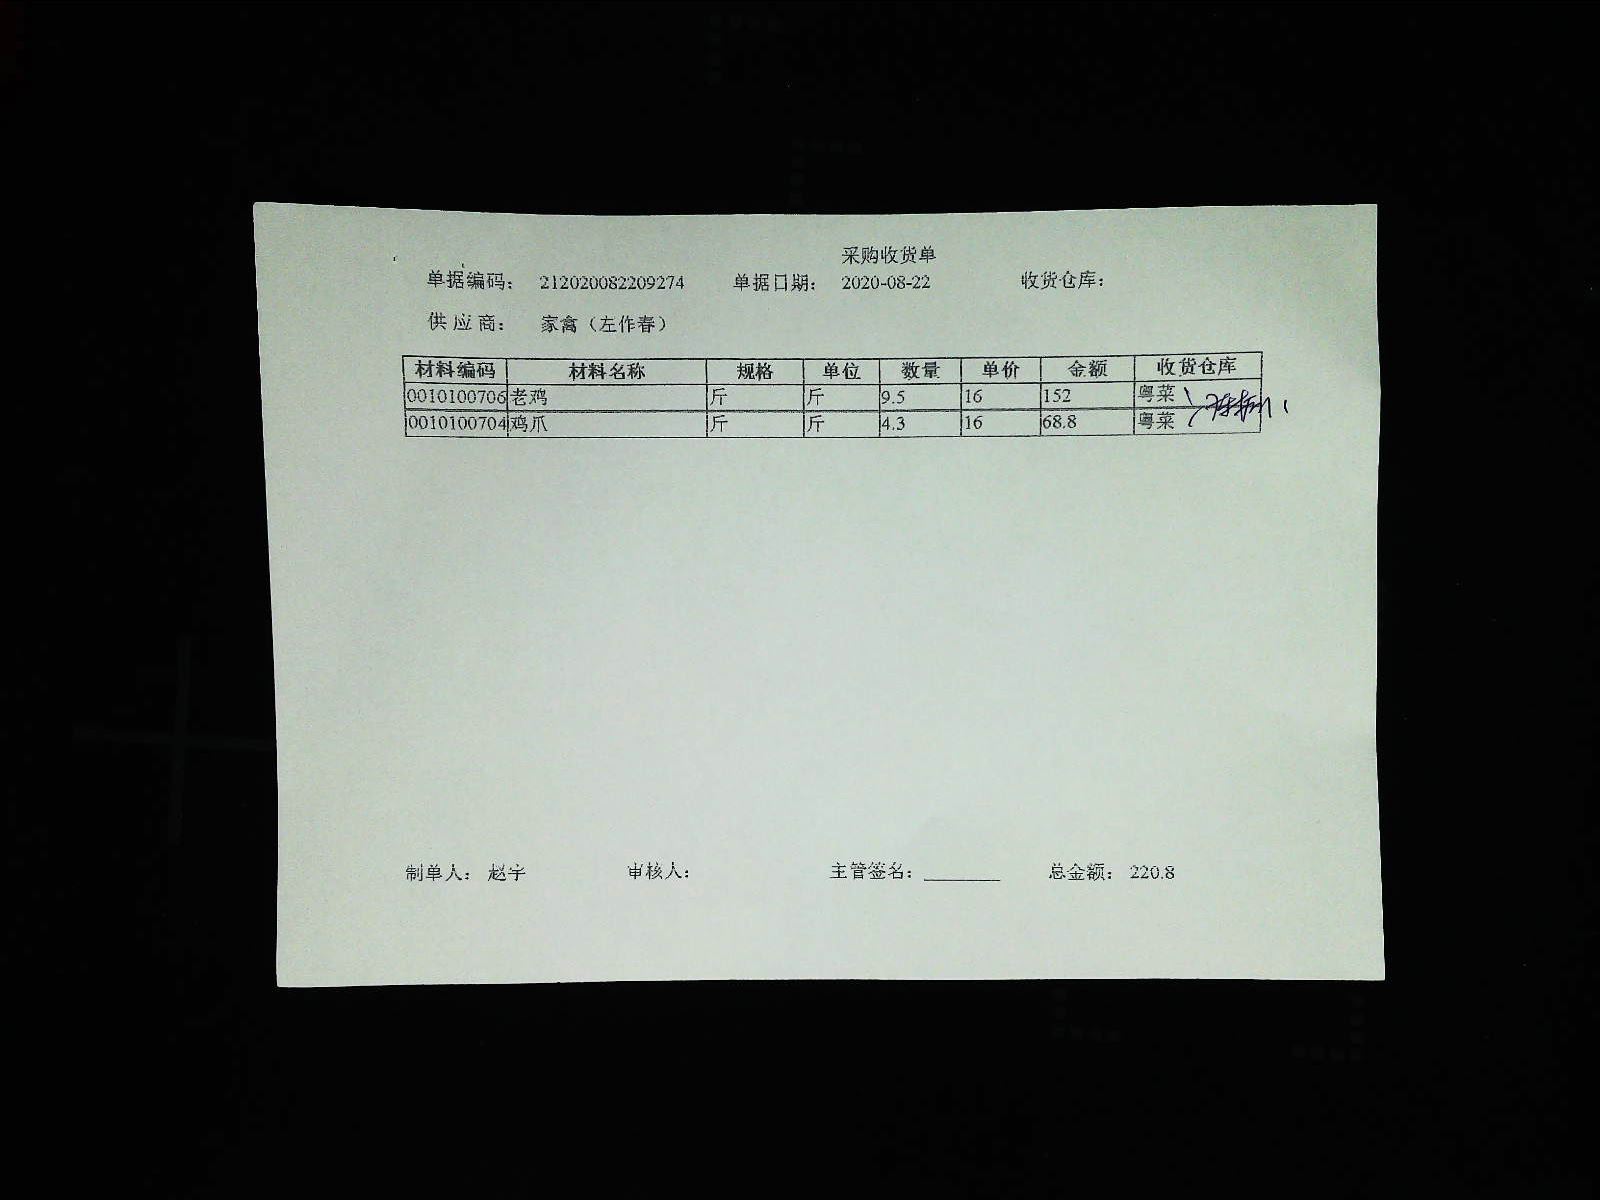 采购收货单
单据编码： 212020082209274 单据日期： 2020-08-22 收货仓库：
供 应 商： 家禽（左作春）
材料编码 材料名称 规格 单位 数量 单价 金额 收货仓库
0010100706 老鸡 斤 斤 9.5 16 152 粤菜
0010100704 鸡爪 斤 斤 4.3 16 68.8 粤菜
制单人： 赵宇 审核人： 主管签名： 总金额： 220.8